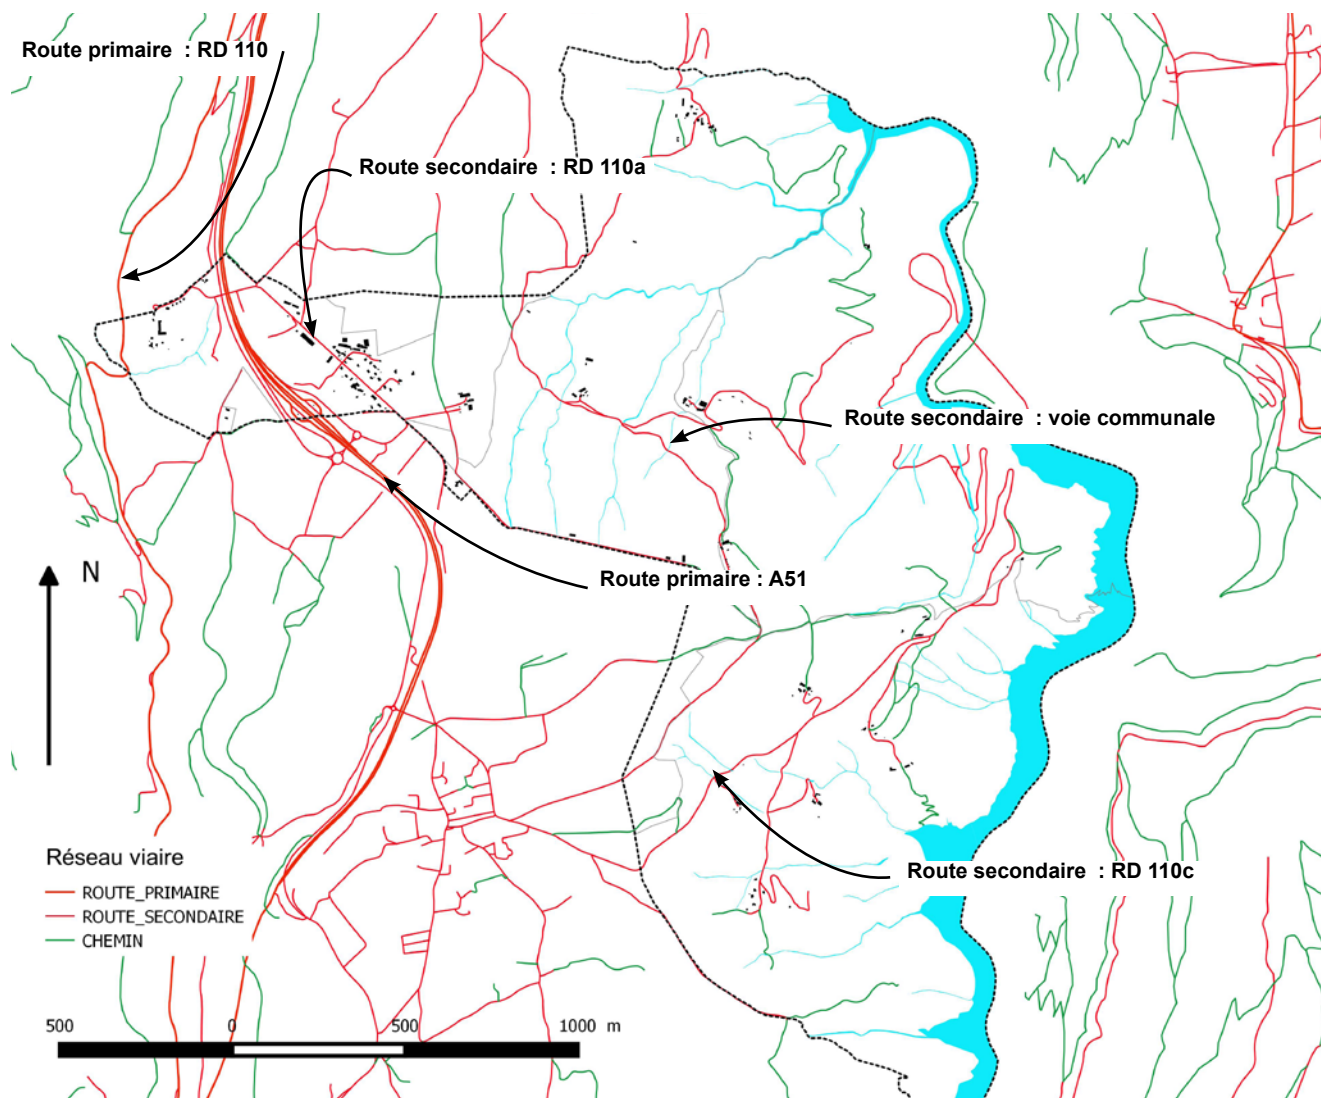 Route primaire : RD 110
Route secondaire : RD 110a
Route secondaire : voie communale
N
Route primaire : A51
Réseau viaire
ROUTE_PRIMAIRE
ROUTE_SECONDAIRE
CHEMIN
Route secondaire : RD 110c
500 0 500 1000 m